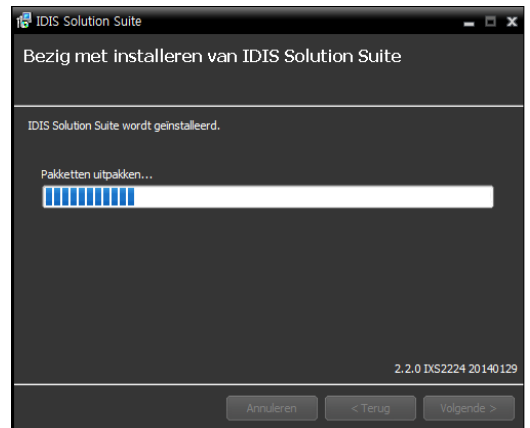 IDIS Solution Suite
Bezig met installeren van IDIS Solution Suite
IDIS Solution Suite wordt geïnstalleerd.
Pakketten uitpakken...
2.2.0 IXS2224 20140129
Annuleren
< Terug
Volgende >